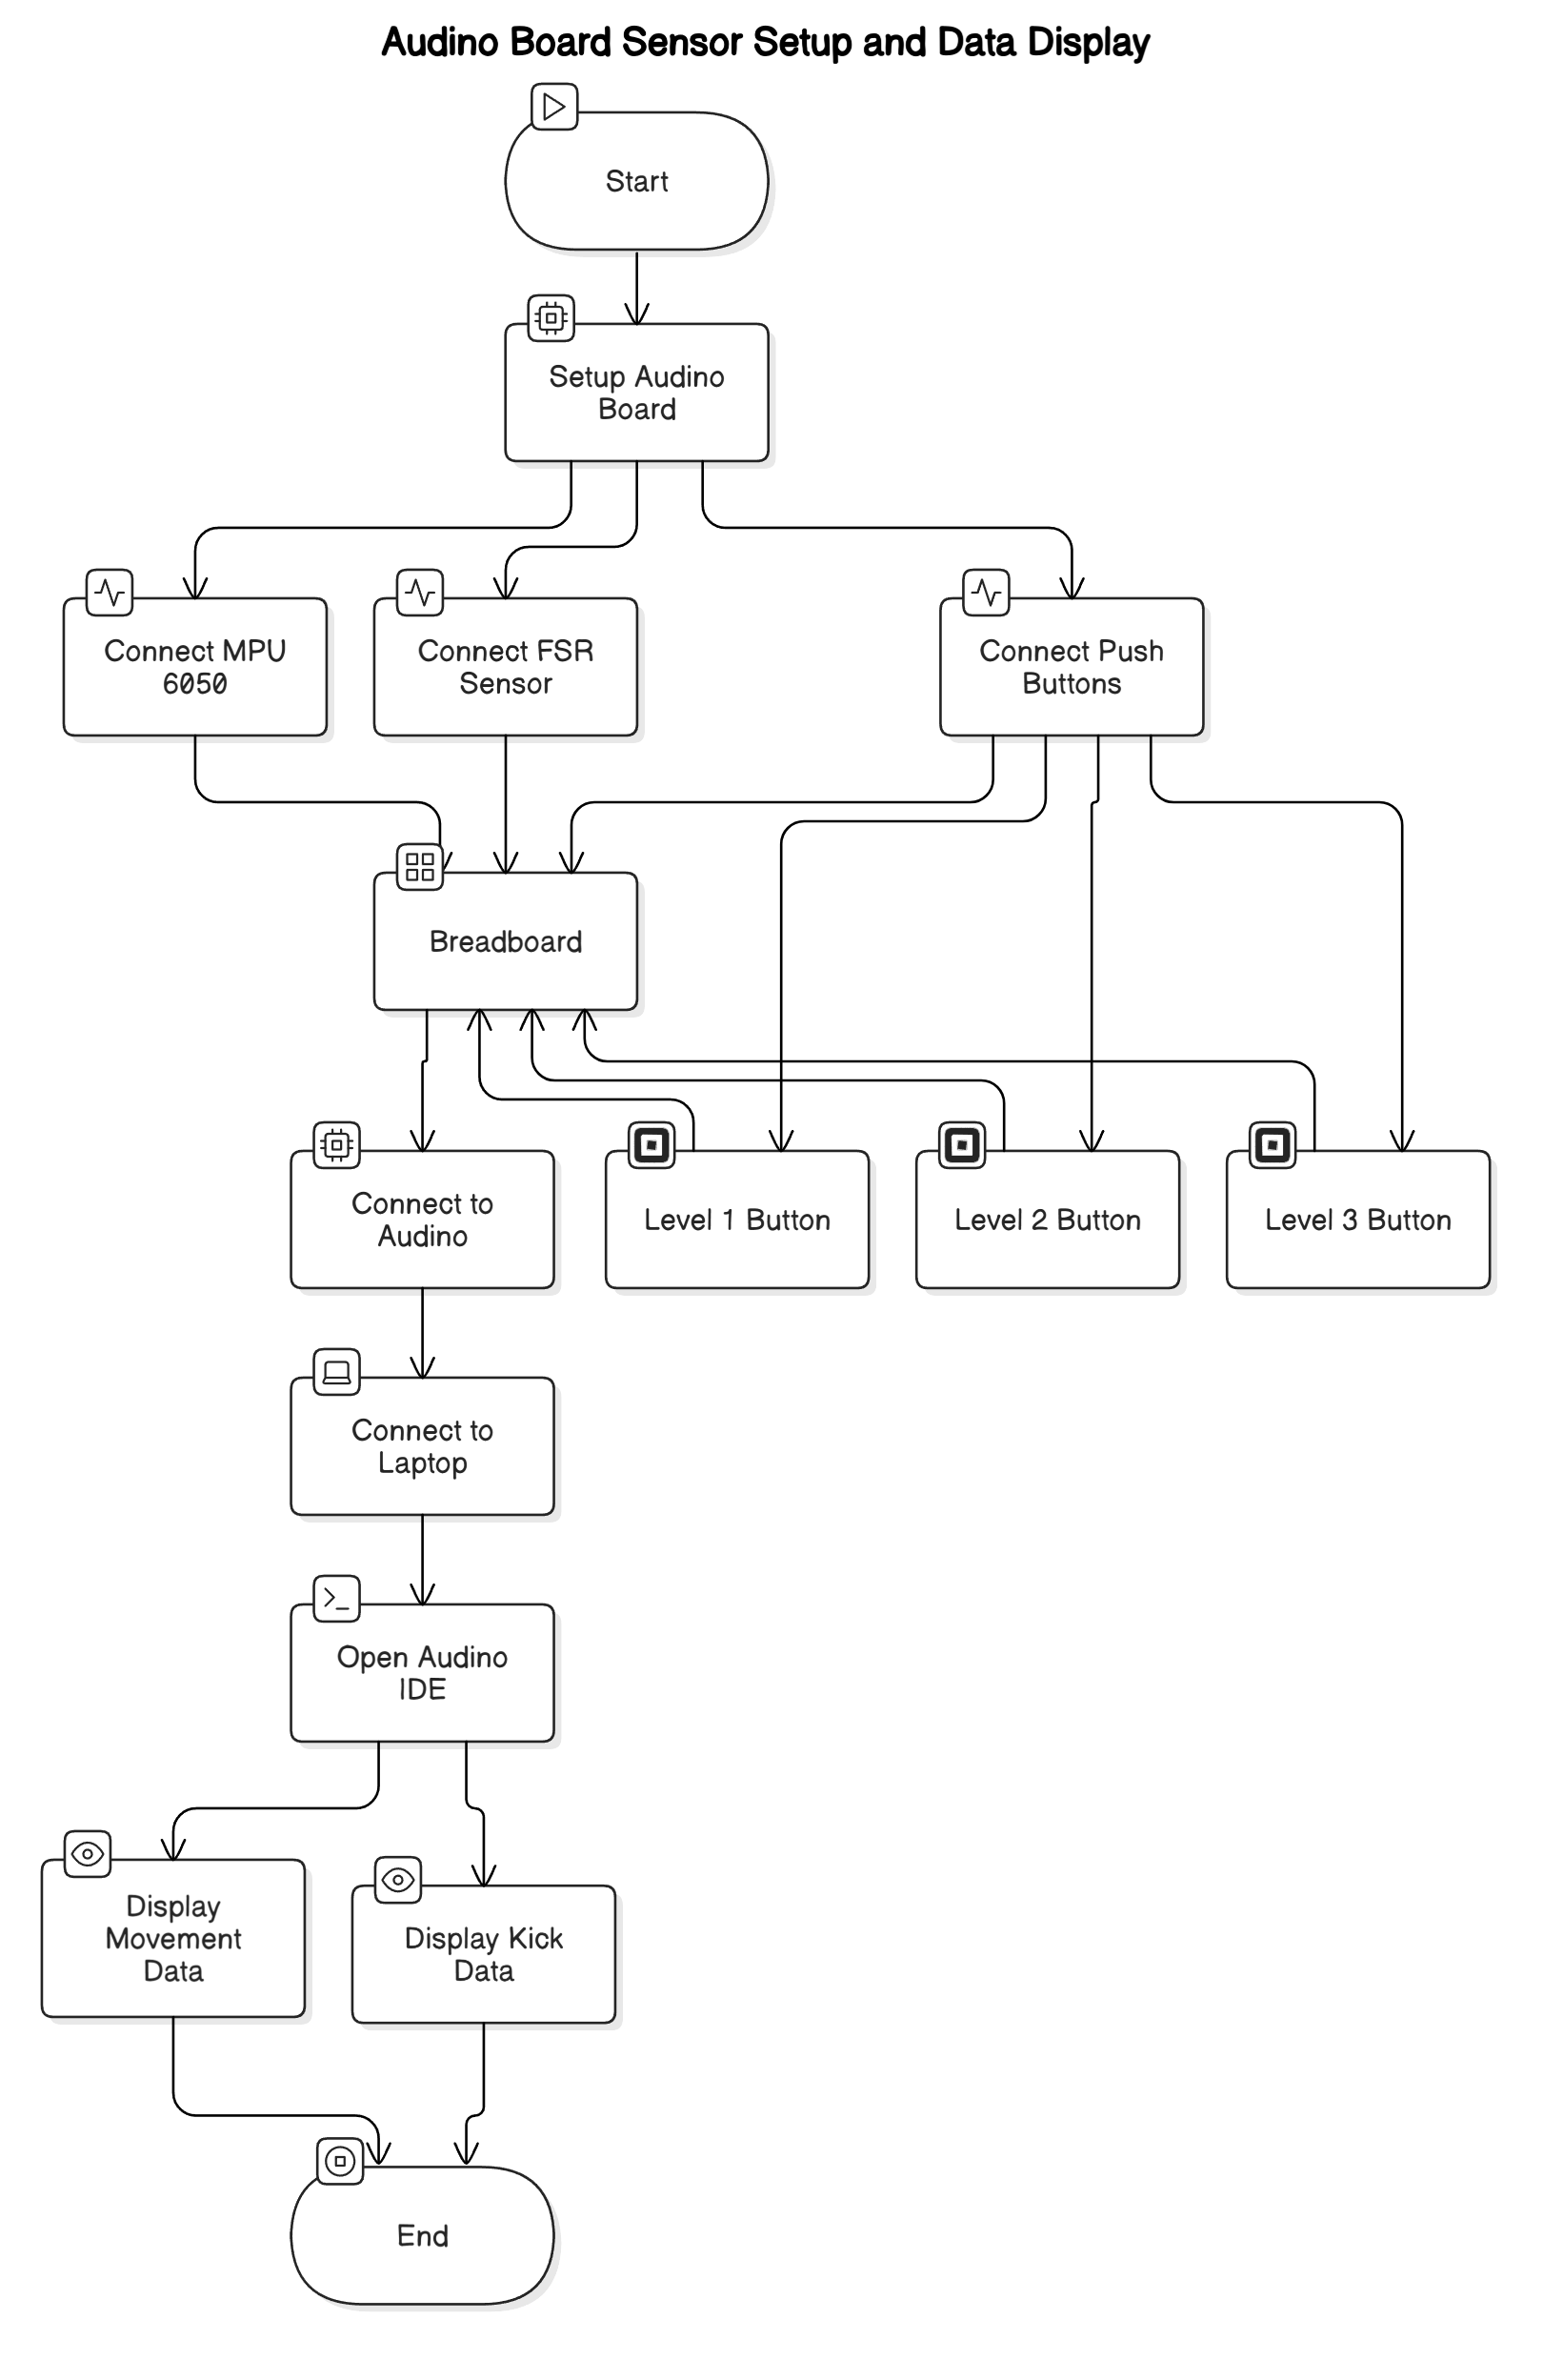 Audino Board Sensor Setup and Data Display
Start
Setup Audino
Board
Connect MPU
6050
Connect FSR
Sensor
Connect Push
Buttons
Breadboard
Connect to
Audino
Level 1 Button
Level 2 Button
Level 3 Button
Connect to
Laptop
Open Audino
IDE
Display
Movement
Data
Display Kick
Data
End